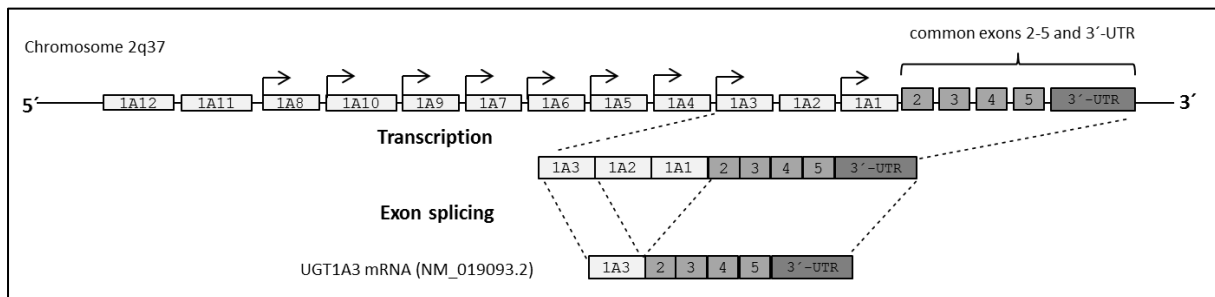 common exons 2-5 and 3´-UTR
Chromosome 2q37
5´ 1A12 1A11 1A8 1A10 1A9 1A7 1A6 1A5 1A4 1A3 1A2 1A1 2 3 4 5 3´-UTR 3´
Transcription
1A3 1A2 1A1 2 3 4 5 3´-UTR
Exon splicing
UGT1A3 mRNA (NM_019093.2) 1A3 2 3 4 5 3´-UTR